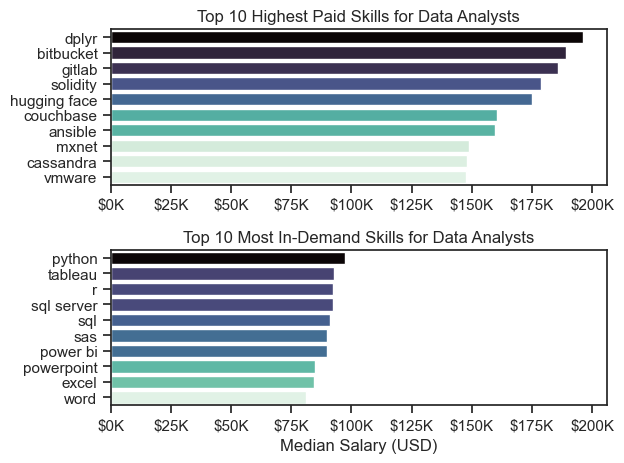 Top 10 Highest Paid Skills for Data Analysts
dplyr
bitbucket
gitlab
solidity
hugging face
couchbase
ansible
mxnet
cassandra
vmware
$0K $25K $50K $75K $100K $125K $150K $175K $200K
Top 10 Most In-Demand Skills for Data Analysts
python
tableau
r
sql server
sql
sas
power bi
powerpoint
excel
word
$0K $25K $50K $75K $100K $125K $150K $175K $200K
Median Salary (USD)